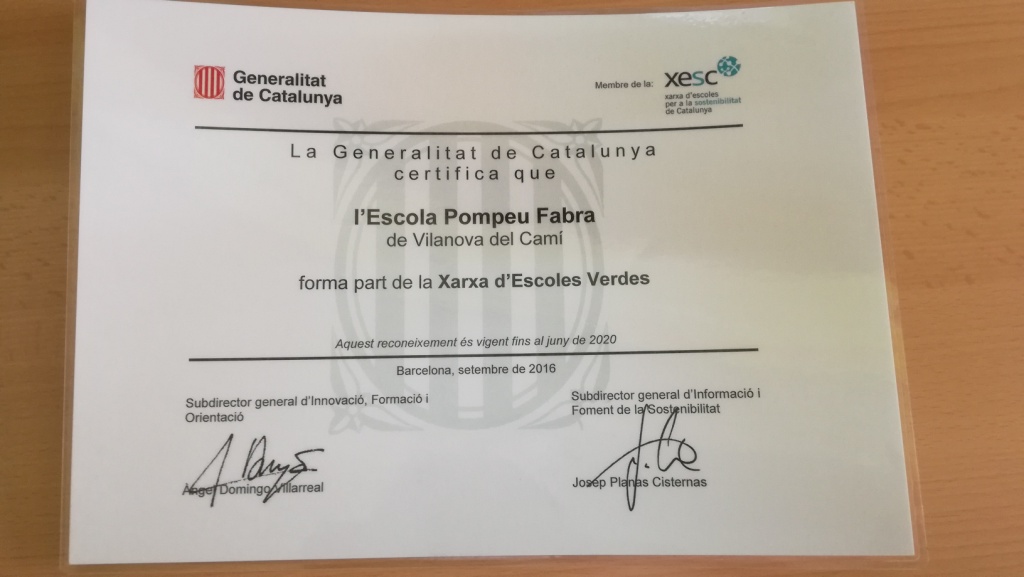 Generalitat
de Catalunya
Membre de la:
xesc
xarxa d'escoles
per a la sostenibilitat
de Catalunya
La Generalitat de Catalunya
certifica que
l'Escola Pompeu Fabra
de Vilanova del Camí
forma part de la Xarxa d'Escoles Verdes
Aquest reconeixement és vigent fins al juny de 2020
Barcelona, setembre de 2016
Subdirector general d'Innovació, Formació i
Orientació
Àngel Domingo Villarreal
Subdirector general d'Informació i
Foment de la Sostenibilitat
Josep Planas Cisternas